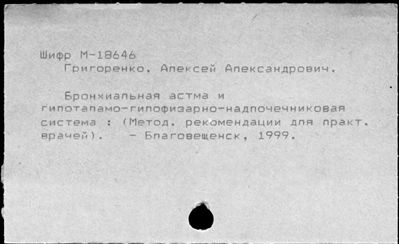 Шифр М-18646
Григоренко, Алексей Александрович.
Бронхиальная астма и
гипоталамо-гипофизарно-надпочечниковая
система : (Метод. рекомендации для практ.
врачей). - Благовещенск, 1999.